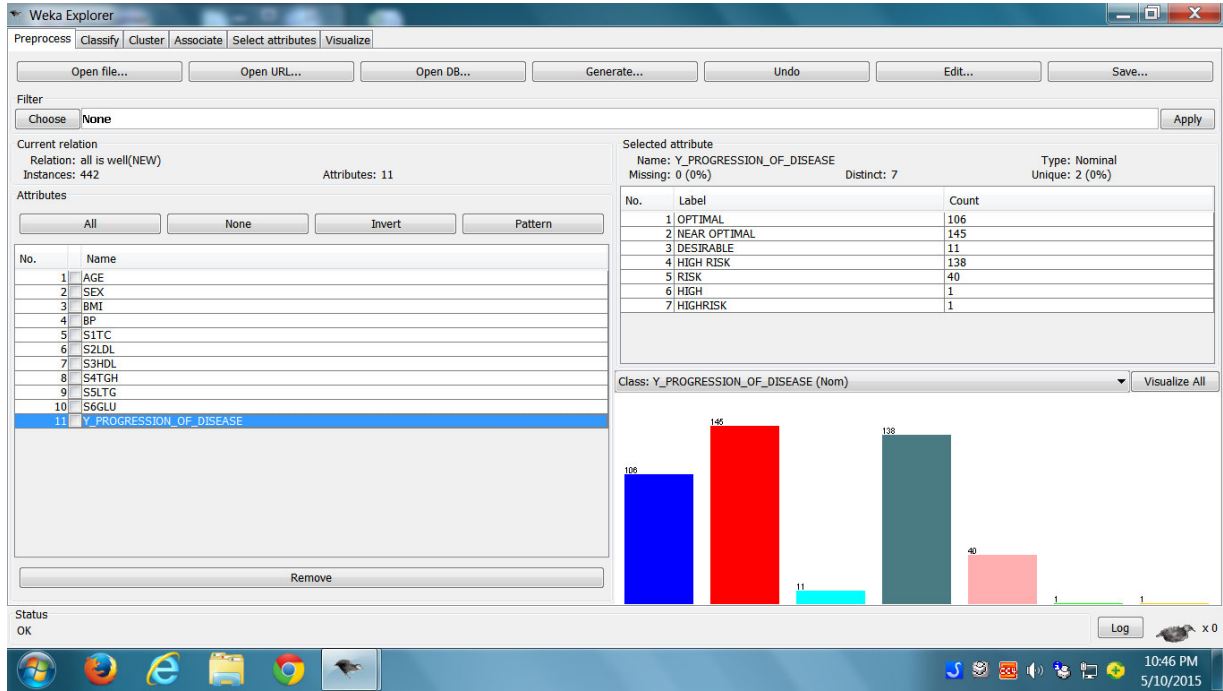 Weka Explorer
Preprocess Classify Cluster Associate Select attributes Visualize
Open file... Open URL... Open DB... Generate... Undo Edit... Save...
Filter
Choose None Apply
Current relation
Relation: all is well(NEW)
Instances: 442 Attributes: 11
Attributes
All None Invert Pattern
No. Name
1 AGE
2 SEX
3 BMI
4 BP
5 S1TC
6 S2LDL
7 S3HDL
8 S4TGH
9 S5LTG
10 S6GLU
11 Y_PROGRESSION_OF_DISEASE
Remove
Selected attribute
Name: Y_PROGRESSION_OF_DISEASE Type: Nominal
Missing: 0 (0%) Distinct: 7 Unique: 2 (0%)
No. Label Count
1 OPTIMAL 106
2 NEAR OPTIMAL 145
3 DESIRABLE 11
4 HIGH RISK 138
5 RISK 40
6 HIGH 1
7 HIGHRISK 1
Class: Y_PROGRESSION_OF_DISEASE (Nom) Visualize All
106 145 11 138 40 1 1
Status
OK
Log x 0
10:46 PM
5/10/2015